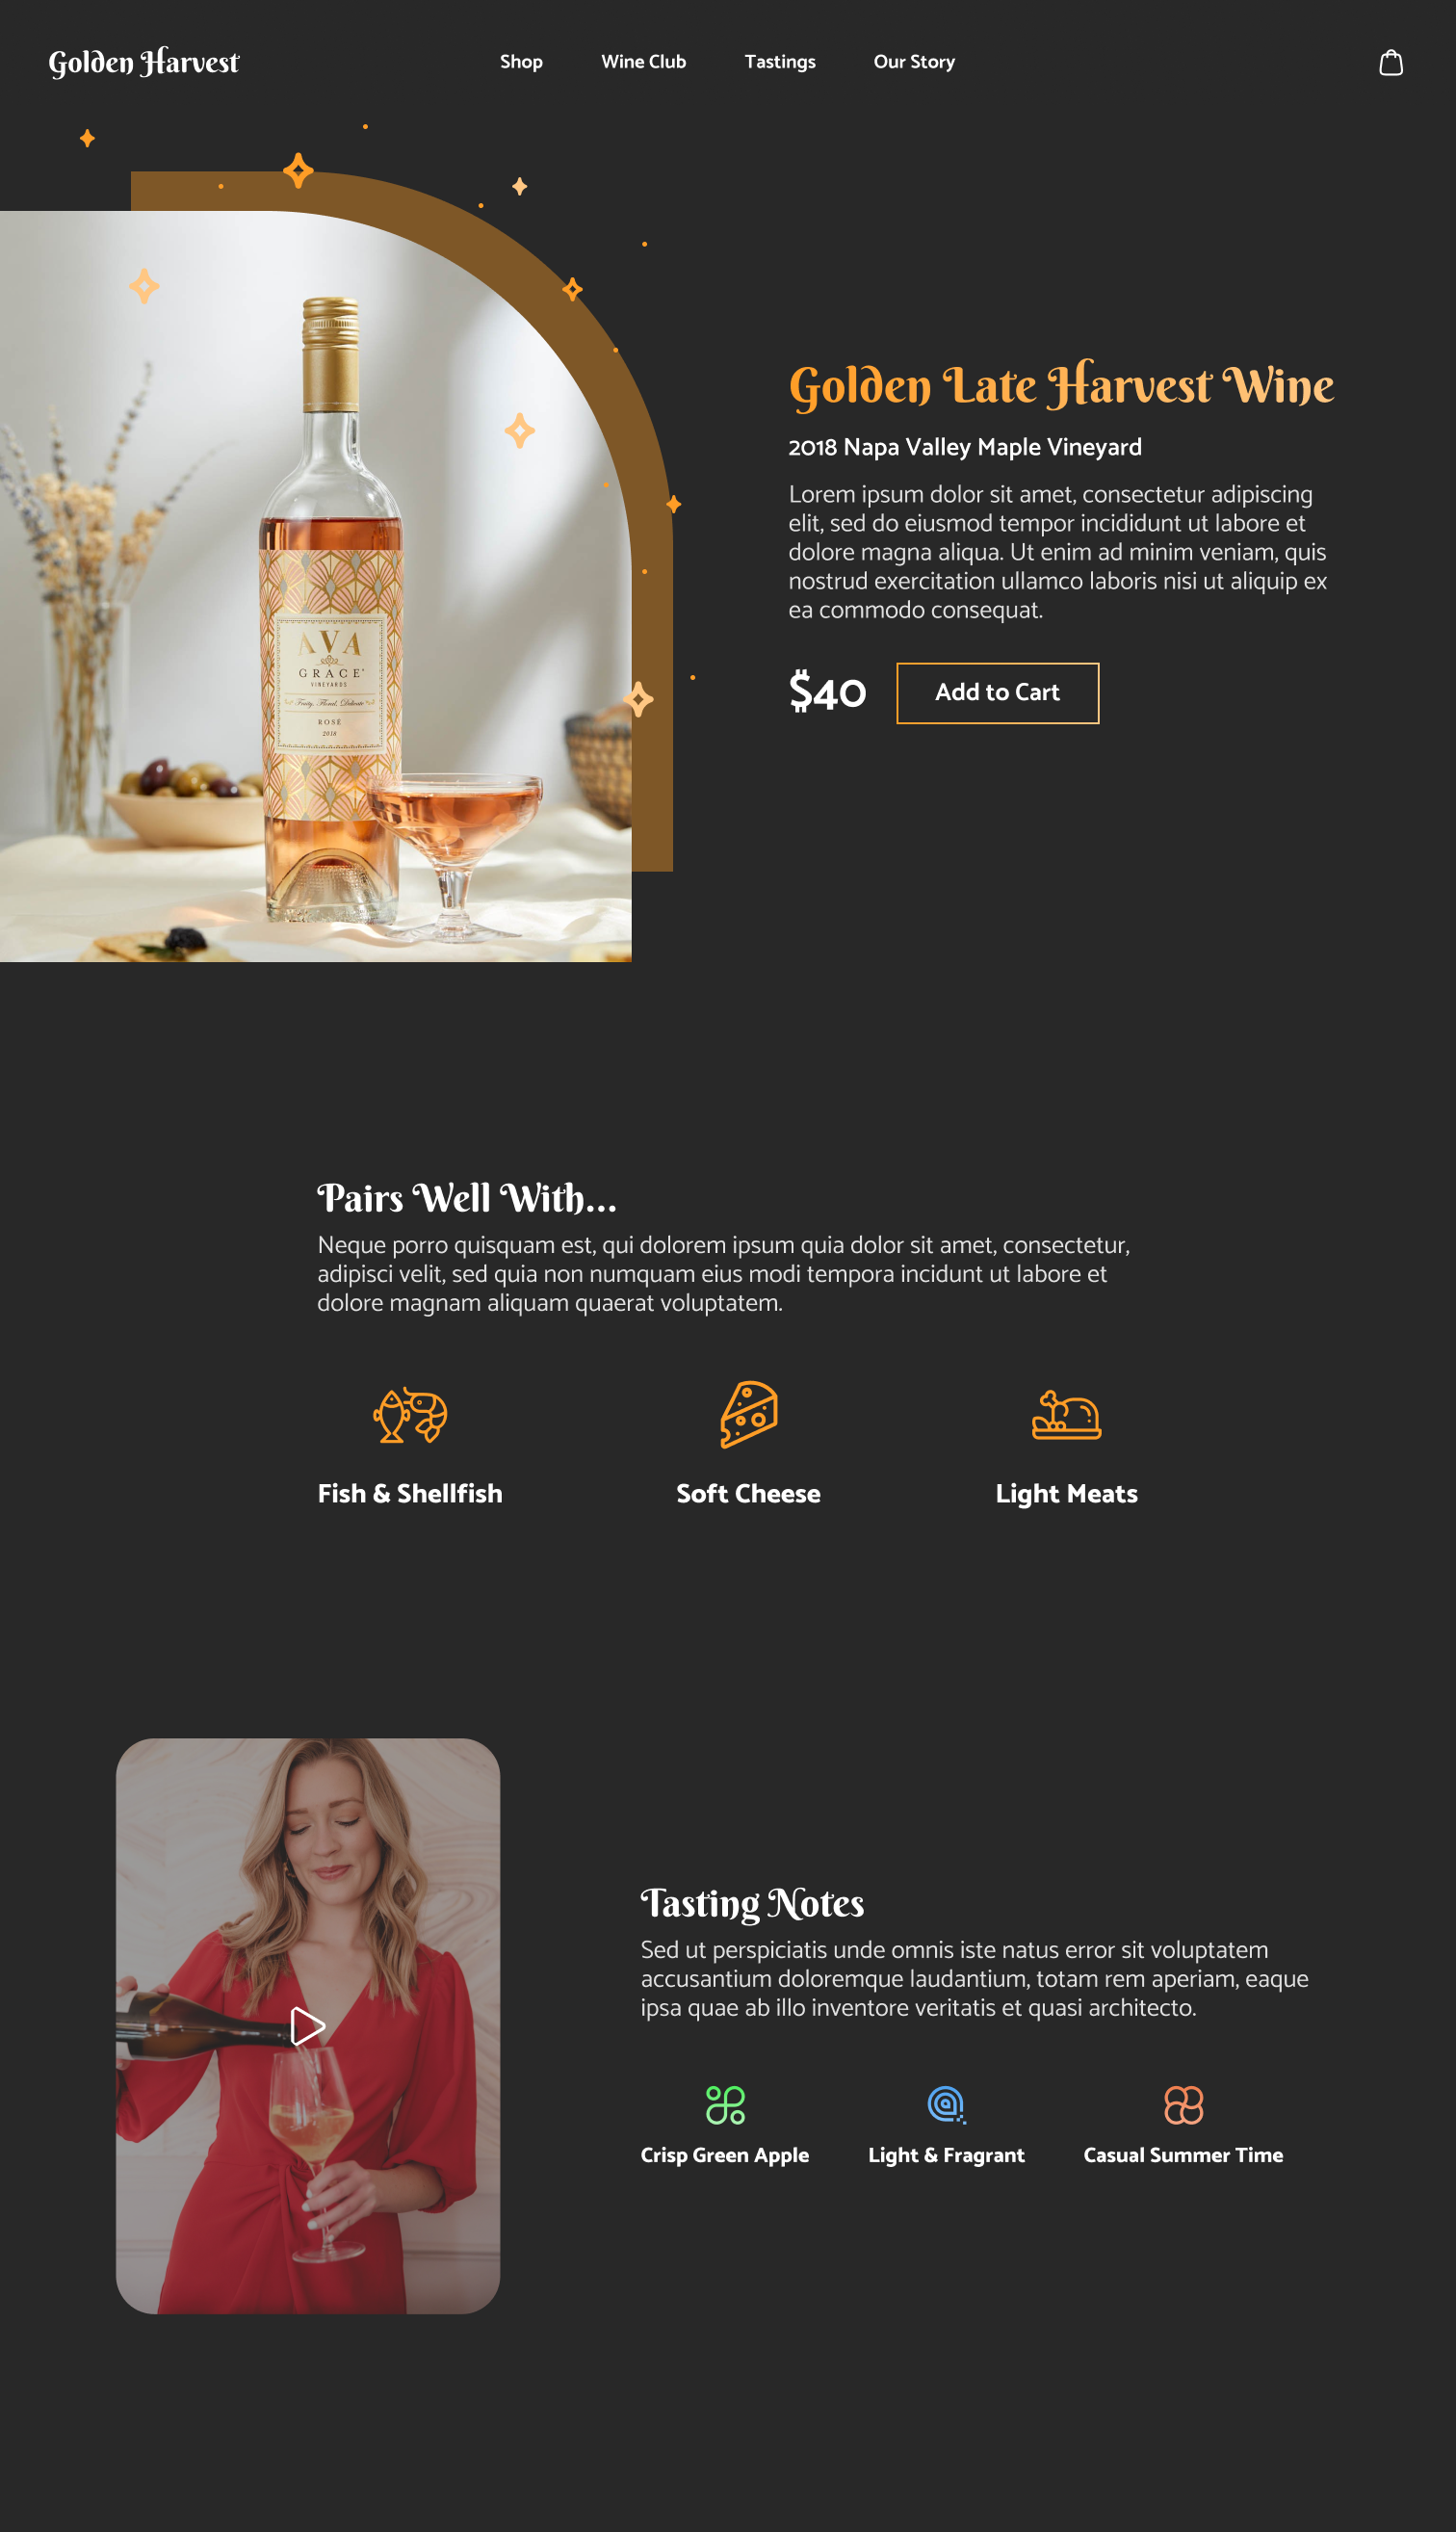 Golden Harvest
Shop
Wine Club
Tastings
Our Story
Golden Late Harvest Wine
2018 Napa Valley Maple Vineyard
Lorem ipsum dolor sit amet, consectetur adipiscing
elit, sed do eiusmod tempor incididunt ut labore et
dolore magna aliqua. Ut enim ad minim veniam, quis
nostrud exercitation ullamco laboris nisi ut aliquip ex
ea commodo consequat.
$40
Add to Cart
AVA
GRACE
VINEYARDS
Fruity, Floral, Delicate
ROSÉ
2018
Pairs Well With...
Neque porro quisquam est, qui dolorem ipsum quia dolor sit amet, consectetur,
adipisci velit, sed quia non numquam eius modi tempora incidunt ut labore et
dolore magnam aliquam quaerat voluptatem.
Fish & Shellfish
Soft Cheese
Light Meats
Tasting Notes
Sed ut perspiciatis unde omnis iste natus error sit voluptatem
accusantium doloremque laudantium, totam rem aperiam, eaque
ipsa quae ab illo inventore veritatis et quasi architecto.
Crisp Green Apple
Light & Fragrant
Casual Summer Time